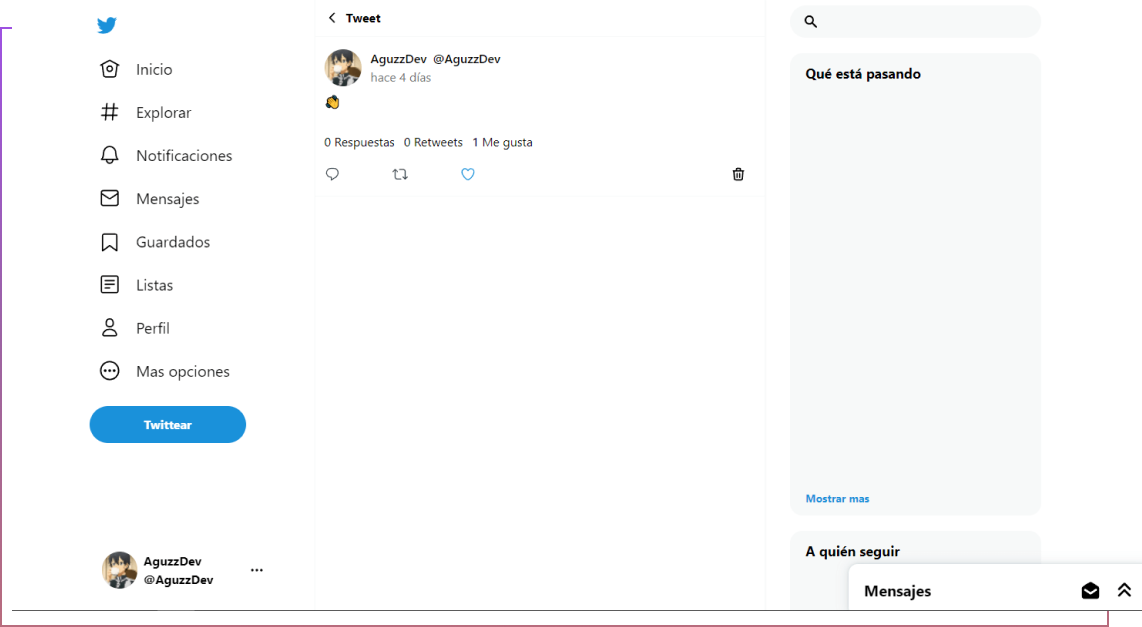 Inicio
Explorar
Notificaciones
Mensajes
Guardados
Listas
Perfil
Mas opciones
Twittear
AguzzDev
@AguzzDev
Tweet
AguzzDev @AguzzDev
hace 4 días
0 Respuestas 0 Retweets 1 Me gusta
Qué está pasando
Mostrar mas
A quién seguir
Mensajes